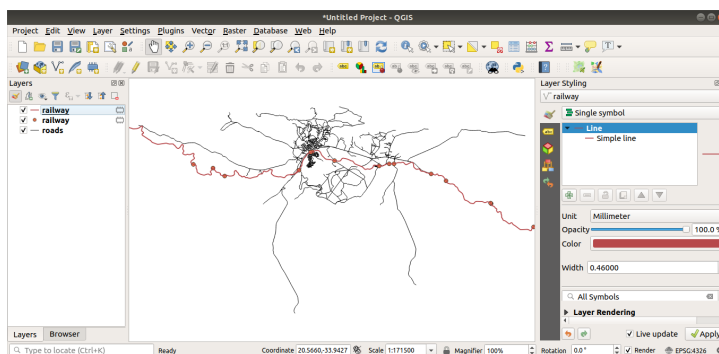 *Untitled Project - QGIS
Project Edit View Layer Settings Plugins Vector Raster Database Web Help
Layers
railway
railway
roads
Layers Browser
Layer Styling
railway
Single symbol
Line
Simple line
Unit Millimeter
Opacity 100.0 %
Color
Width 0.46000
All Symbols
Layer Rendering
Live update Apply
Type to locate (Ctrl+K) Ready Coordinate 20.5660,-33.9427 Scale 1:171500 Magnifier 100% Rotation 0.0° Render EPSG:4326